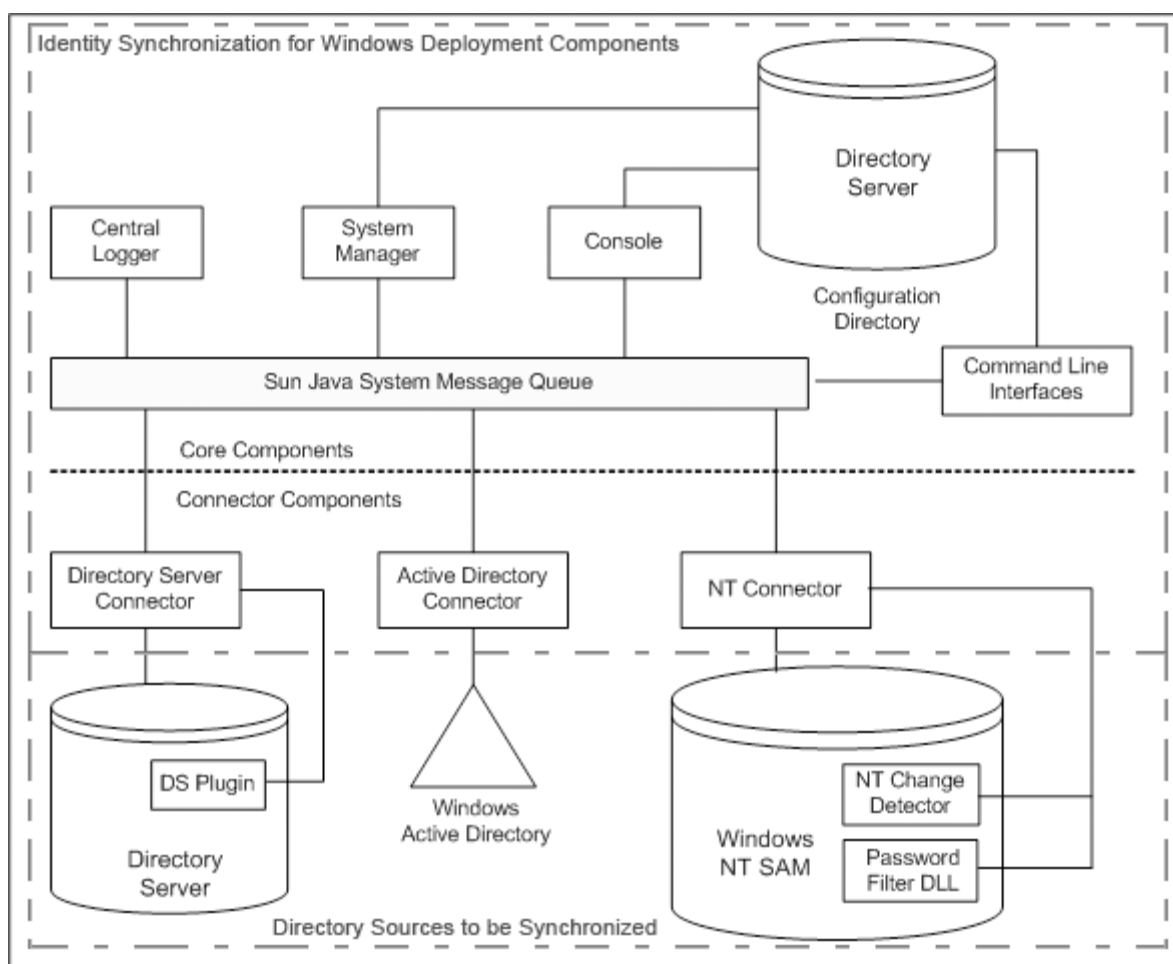 Identity Synchronization for Windows Deployment Components
Directory
Server
Central
Logger
System
Manager
Console
Configuration
Directory
Sun Java System Message Queue
Command Line
Interfaces
Core Components
Connector Components
Directory Server
Connector
Active Directory
Connector
NT Connector
DS Plugin
Directory
Server
Windows
Active Directory
Windows
NT SAM
NT Change
Detector
Password
Filter DLL
Directory Sources to be Synchronized